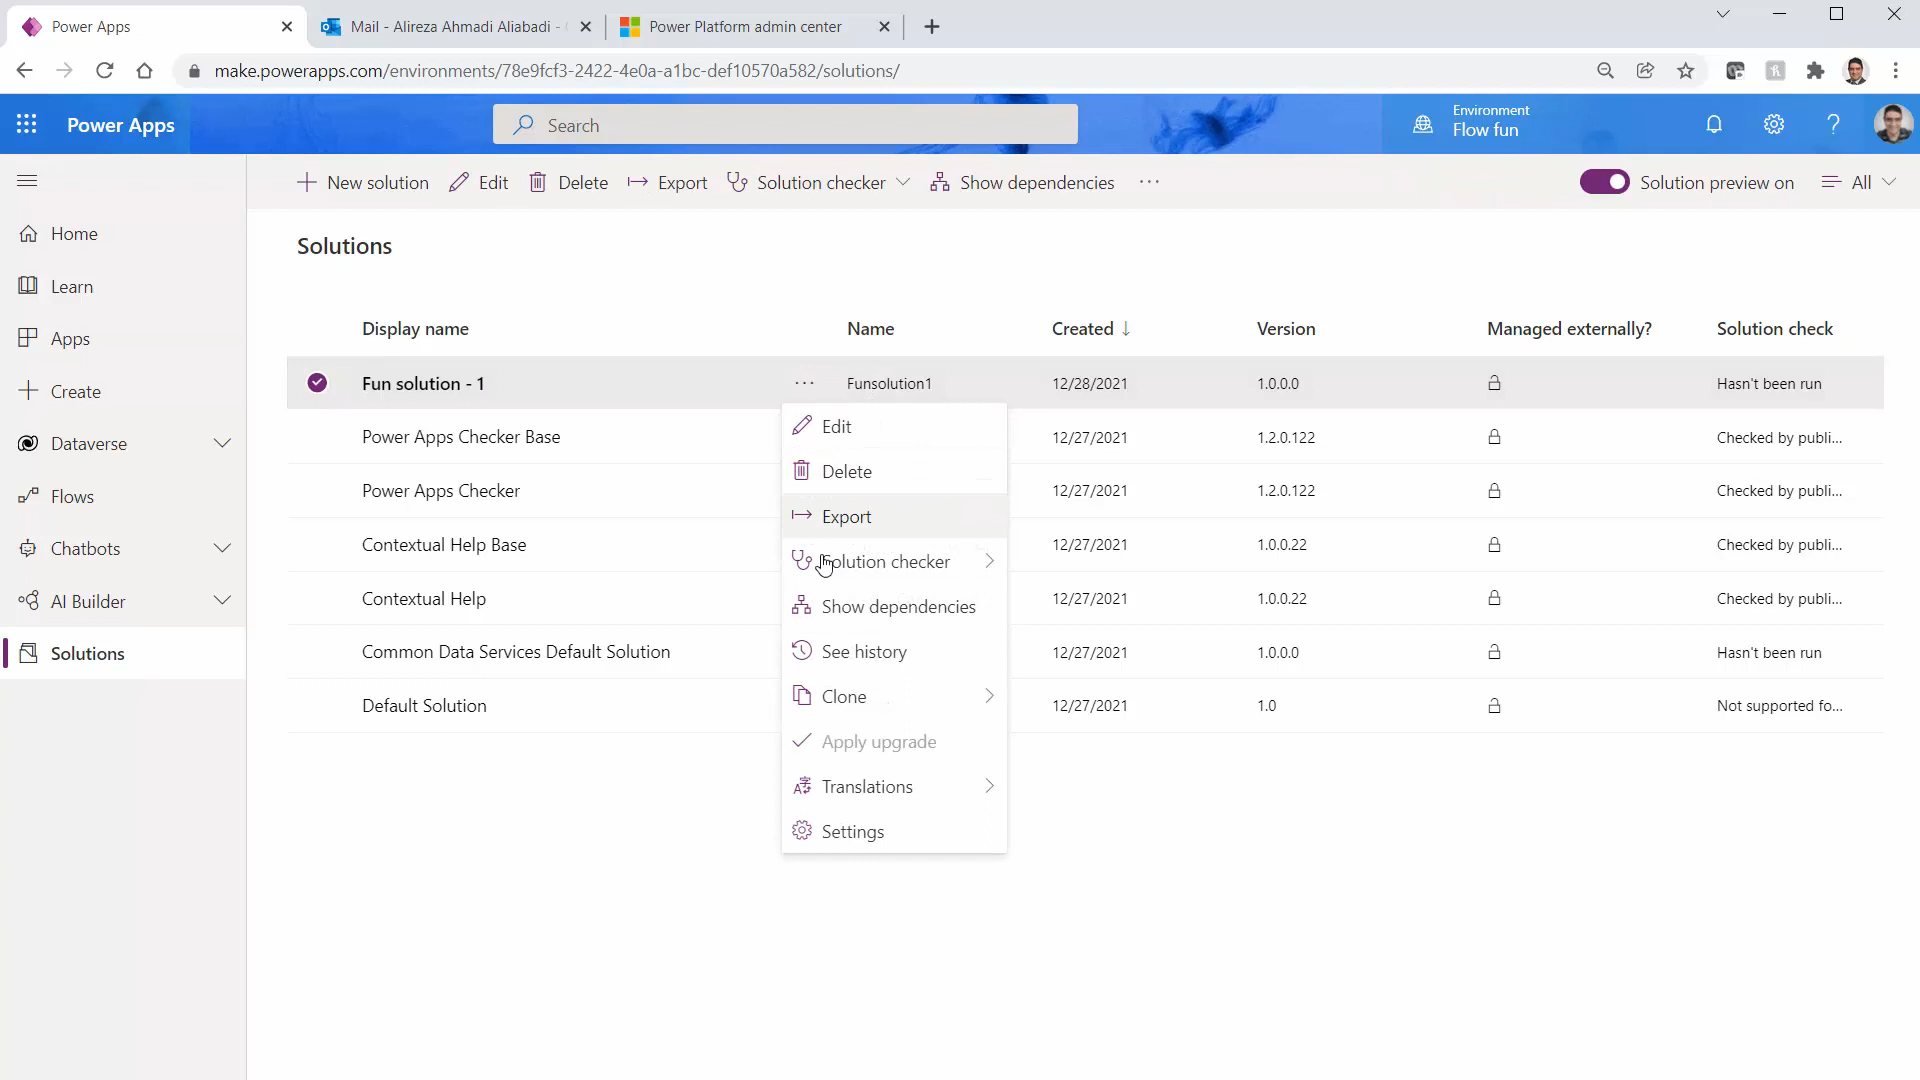 Power Apps
Mail - Alireza Ahmadi Aliabadi -
Power Platform admin center
make.powerapps.com/environments/78e9fcf3-2422-4e0a-a1bc-def10570a582/solutions/
Power Apps
Search
Environment
Flow fun
New solution
Edit
Delete
Export
Solution checker
Show dependencies
Solution preview on
All
Home
Learn
Apps
Create
Dataverse
Flows
Chatbots
AI Builder
Solutions
Solutions
Display name Name Created Version Managed externally? Solution check
Fun solution - 1 Funsolution1 12/28/2021 1.0.0.0 Hasn't been run
Power Apps Checker Base 12/27/2021 1.2.0.122 Checked by publi...
Power Apps Checker 12/27/2021 1.2.0.122 Checked by publi...
Contextual Help Base 12/27/2021 1.0.0.22 Checked by publi...
Contextual Help 12/27/2021 1.0.0.22 Checked by publi...
Common Data Services Default Solution 12/27/2021 1.0.0.0 Hasn't been run
Default Solution 12/27/2021 1.0 Not supported fo...
Edit
Delete
Export
Solution checker
Show dependencies
See history
Clone
Apply upgrade
Translations
Settings